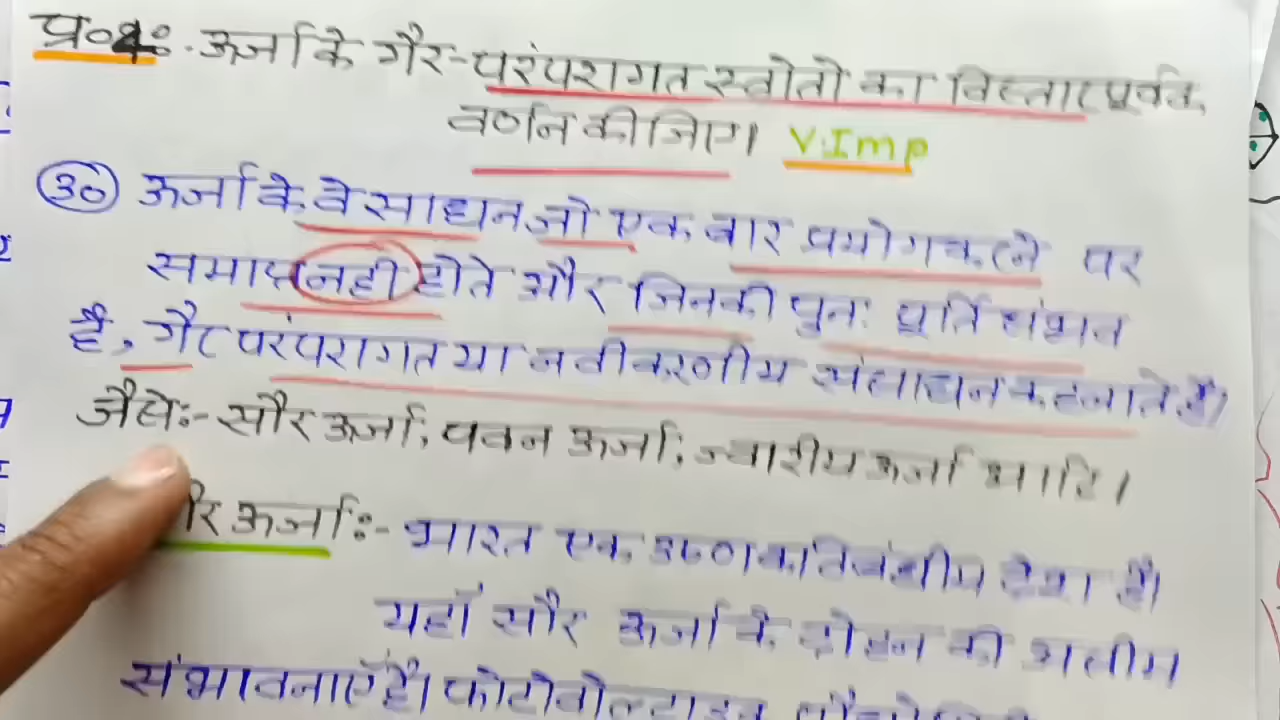 प्र०4:. ऊर्जा के गैर-परंपरागत स्त्रोतो का विस्तारपूर्वक
वर्णन कीजिए। V.Imp
उ० ऊर्जा के वे साधन जो एक बार प्रयोग करने पर
समाप्त नही होते और जिनकी पुनः पूर्ति संभव
है, गैर परंपरागत या नवीकरणीय संसाधन कहलाते है।
जैसे:- सौर ऊर्जा, पवन ऊर्जा, ज्वारीय ऊर्जा आदि।
ऊर्जा:- भारत एक उष्ण कटिबंधीय देश है।
यहाँ सौर ऊर्जा के दोहन की असीम
संभावनाएँ है। फोटोवोल्टाइक